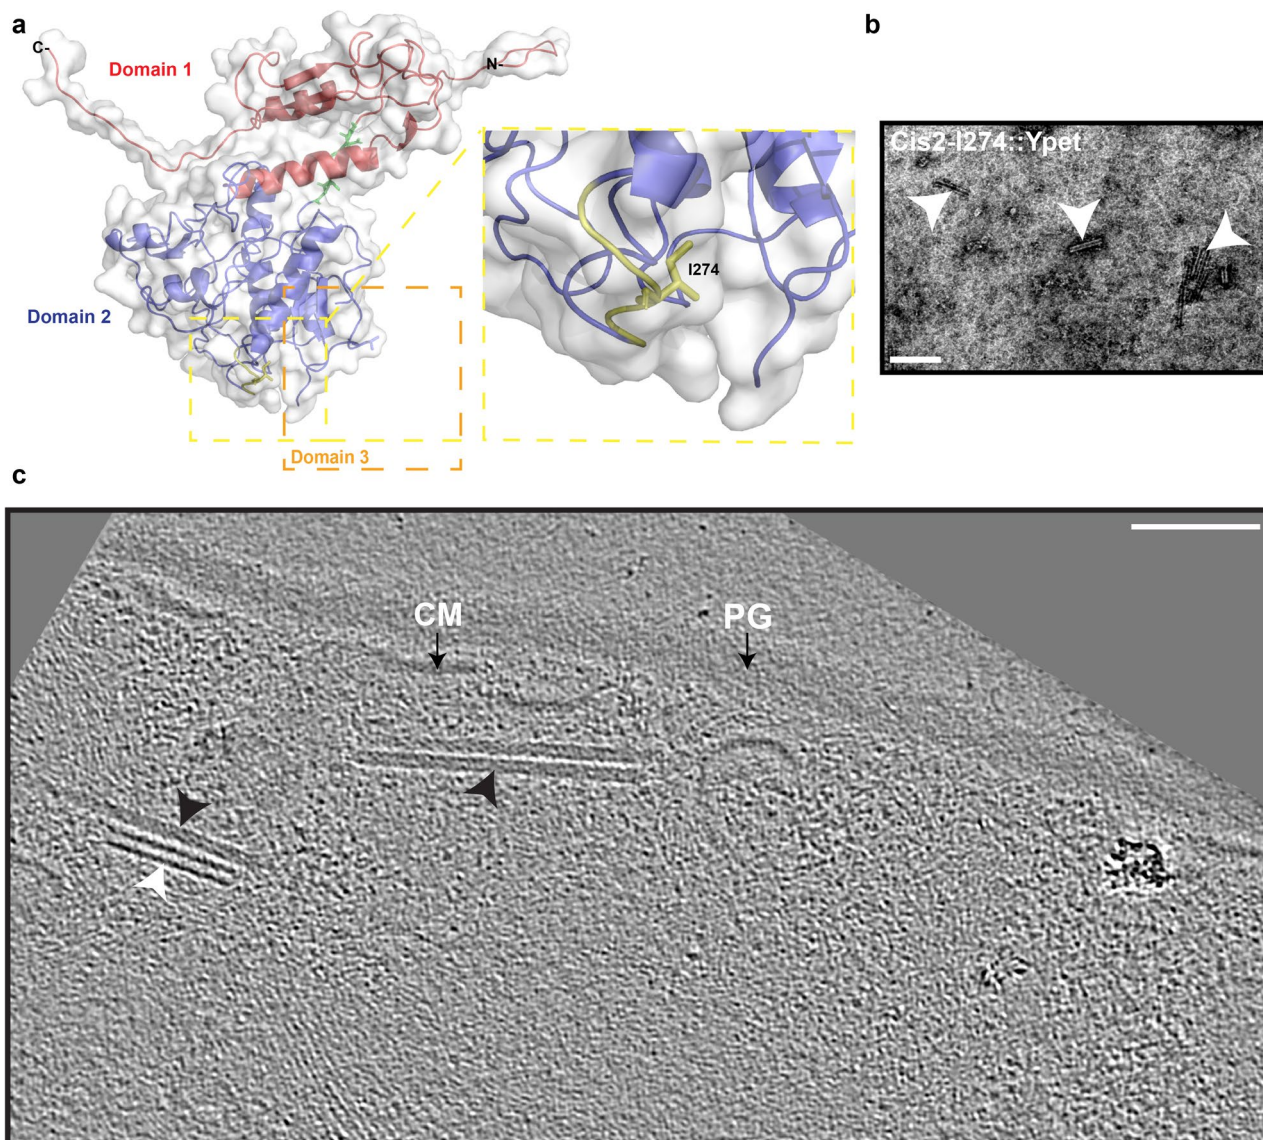 a
b
C-
N-
Domain 1
Domain 2
I274
Domain 3
Cis2-I274::Ypet
c
CM
PG